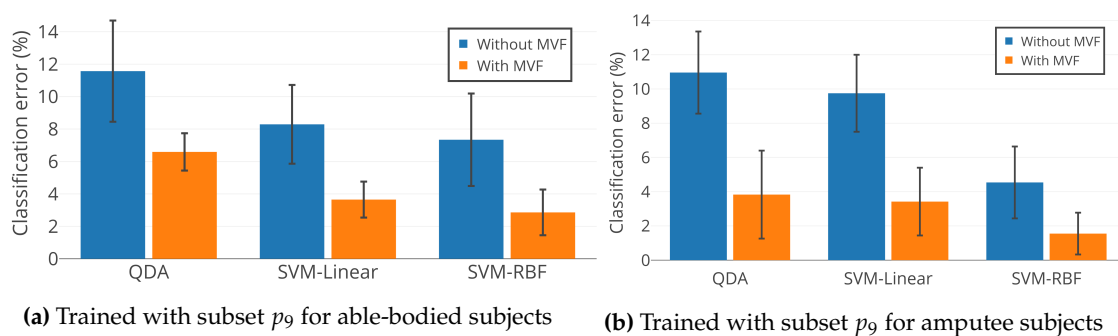 Classification error (%)
14
12
10
8
6
4
2
0
Without MVF
With MVF
QDA SVM-Linear SVM-RBF
(a) Trained with subset p₉ for able-bodied subjects
Classification error (%)
14
12
10
8
6
4
2
0
Without MVF
With MVF
QDA SVM-Linear SVM-RBF
(b) Trained with subset p₉ for amputee subjects